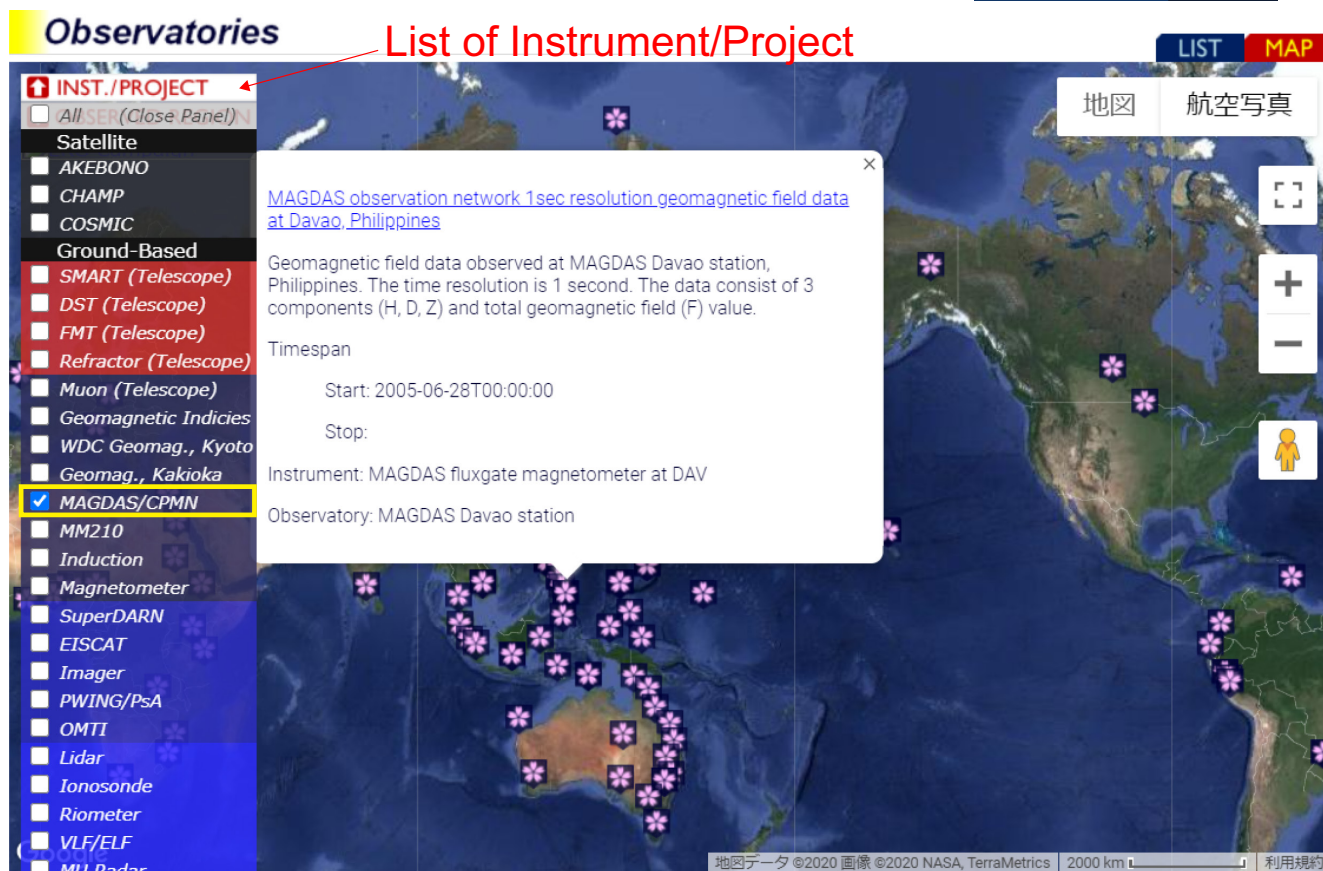 Observatories
List of Instrument/Project
LIST MAP
INST./PROJECT
All (Close Panel)
Satellite
AKEBONO
CHAMP
COSMIC
Ground-Based
SMART (Telescope)
DST (Telescope)
FMT (Telescope)
Refractor (Telescope)
Muon (Telescope)
Geomagnetic Indicies
WDC Geomag., Kyoto
Geomag., Kakioka
MAGDAS/CPMN
MM210
Induction
Magnetometer
SuperDARN
EISCAT
Imager
PWING/PsA
OMTI
Lidar
Ionosonde
Riometer
VLF/ELF
MU Radar
Google
MAGDAS observation network 1sec resolution geomagnetic field data
at Davao, Philippines
Geomagnetic field data observed at MAGDAS Davao station,
Philippines. The time resolution is 1 second. The data consist of 3
components (H, D, Z) and total geomagnetic field (F) value.
Timespan
Start: 2005-06-28T00:00:00
Stop:
Instrument: MAGDAS fluxgate magnetometer at DAV
Observatory: MAGDAS Davao station
地図 航空写真
地図データ ©2020 画像 ©2020 NASA, TerraMetrics 2000 km 利用規約